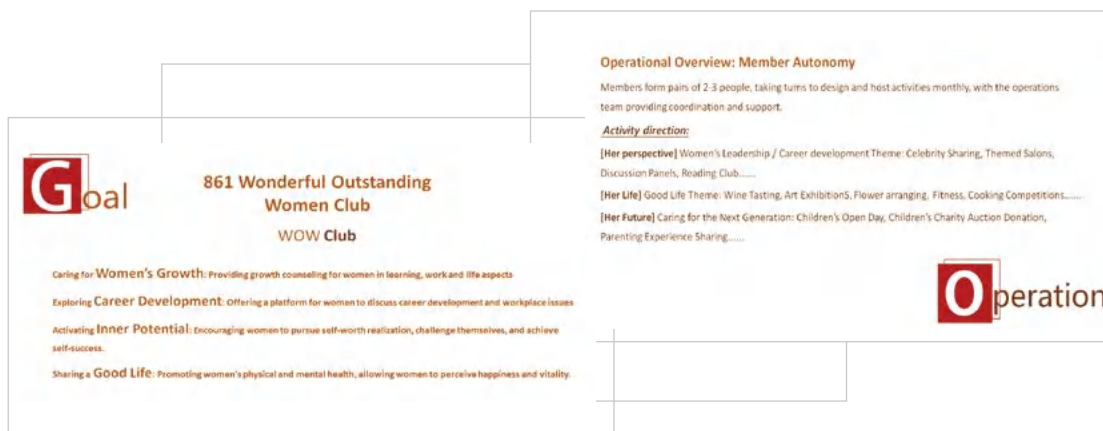 Goal
861 Wonderful Outstanding
Women Club
WOW Club
Caring for Women's Growth: Providing growth counseling for women in learning, work and life aspects
Exploring Career Development: Offering a platform for women to discuss career development and workplace issues
Activating Inner Potential: Encouraging women to pursue self-worth realization, challenge themselves, and achieve
self-success.
Sharing a Good Life: Promoting women's physical and mental health, allowing women to perceive happiness and vitality.
Operational Overview: Member Autonomy
Members form pairs of 2-3 people, taking turns to design and host activities monthly, with the operations
team providing coordination and support.
Activity direction:
[Her perspective] Women's Leadership / Career development Theme: Celebrity Sharing, Themed Salons,
Discussion Panels, Reading Club......
[Her Life] Good Life Theme: Wine Tasting, Art ExhibitionS, Flower arranging, Fitness, Cooking Competitions......
[Her Future] Caring for the Next Generation: Children's Open Day, Children's Charity Auction Donation,
Parenting Experience Sharing......
Operation